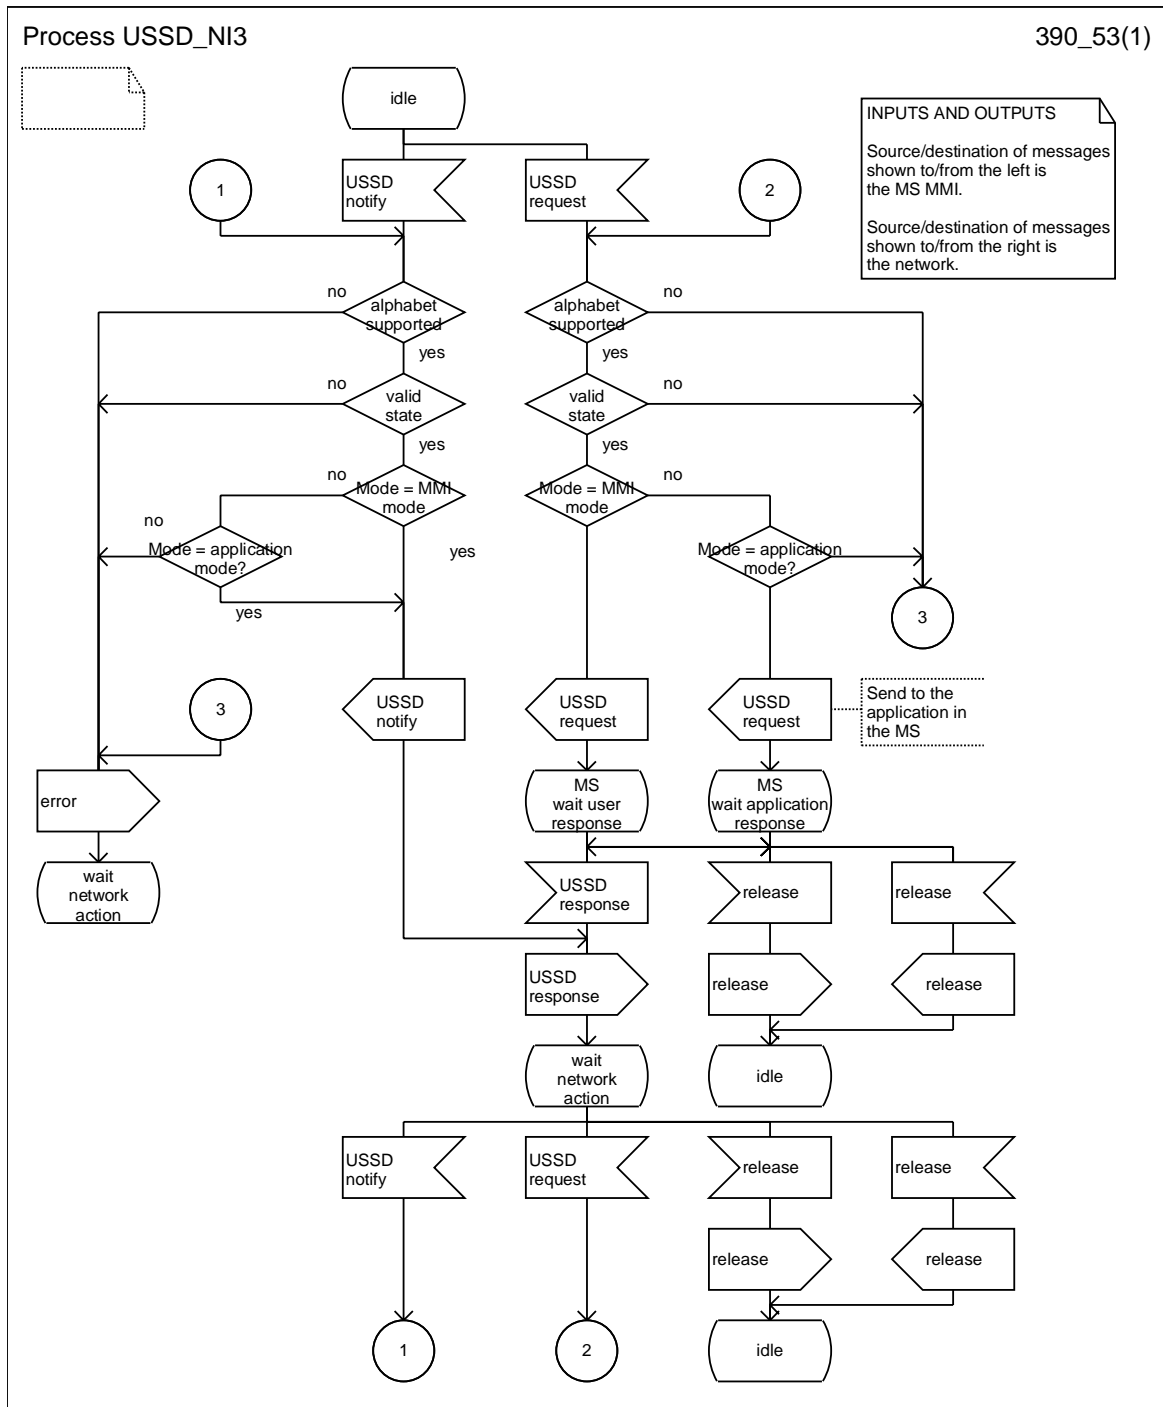 Process USSD_NI3
390_53(1)
idle
INPUTS AND OUTPUTS
Source/destination of messages
shown to/from the left is
the MS MMI.
Source/destination of messages
shown to/from the right is
the network.
1
USSD
notify
USSD
request
2
no
alphabet
supported
yes
alphabet
supported
no
yes
no
valid
state
yes
valid
state
no
yes
no
Mode = MMI
mode
yes
Mode = MMI
mode
no
no
Mode = application
mode?
yes
Mode = application
mode?
3
3
USSD
notify
USSD
request
USSD
request
Send to the
application in
the MS
error
MS
wait user
response
MS
wait application
response
wait
network
action
USSD
response
release
release
USSD
response
release
release
wait
network
action
idle
USSD
notify
USSD
request
release
release
release
release
1
2
idle